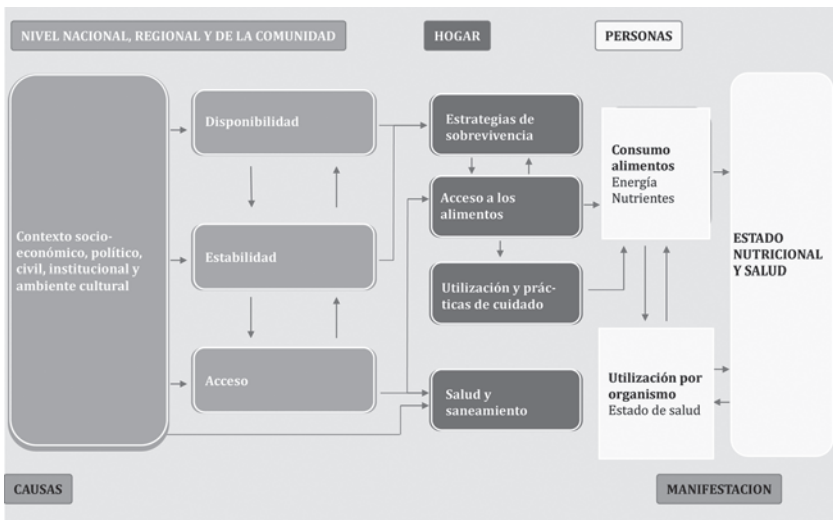 NIVEL NACIONAL, REGIONAL Y DE LA COMUNIDAD
HOGAR
PERSONAS
Contexto socio-
económico, político,
civil, institucional y
ambiente cultural
Disponibilidad
Estabilidad
Acceso
Estrategias de
sobrevivencia
Acceso a los
alimentos
Utilización y prác-
ticas de cuidado
Salud y
saneamiento
Consumo
alimentos
Energía
Nutrientes
Utilización por
organismo
Estado de salud
ESTADO
NUTRICIONAL
Y SALUD
CAUSAS
MANIFESTACION